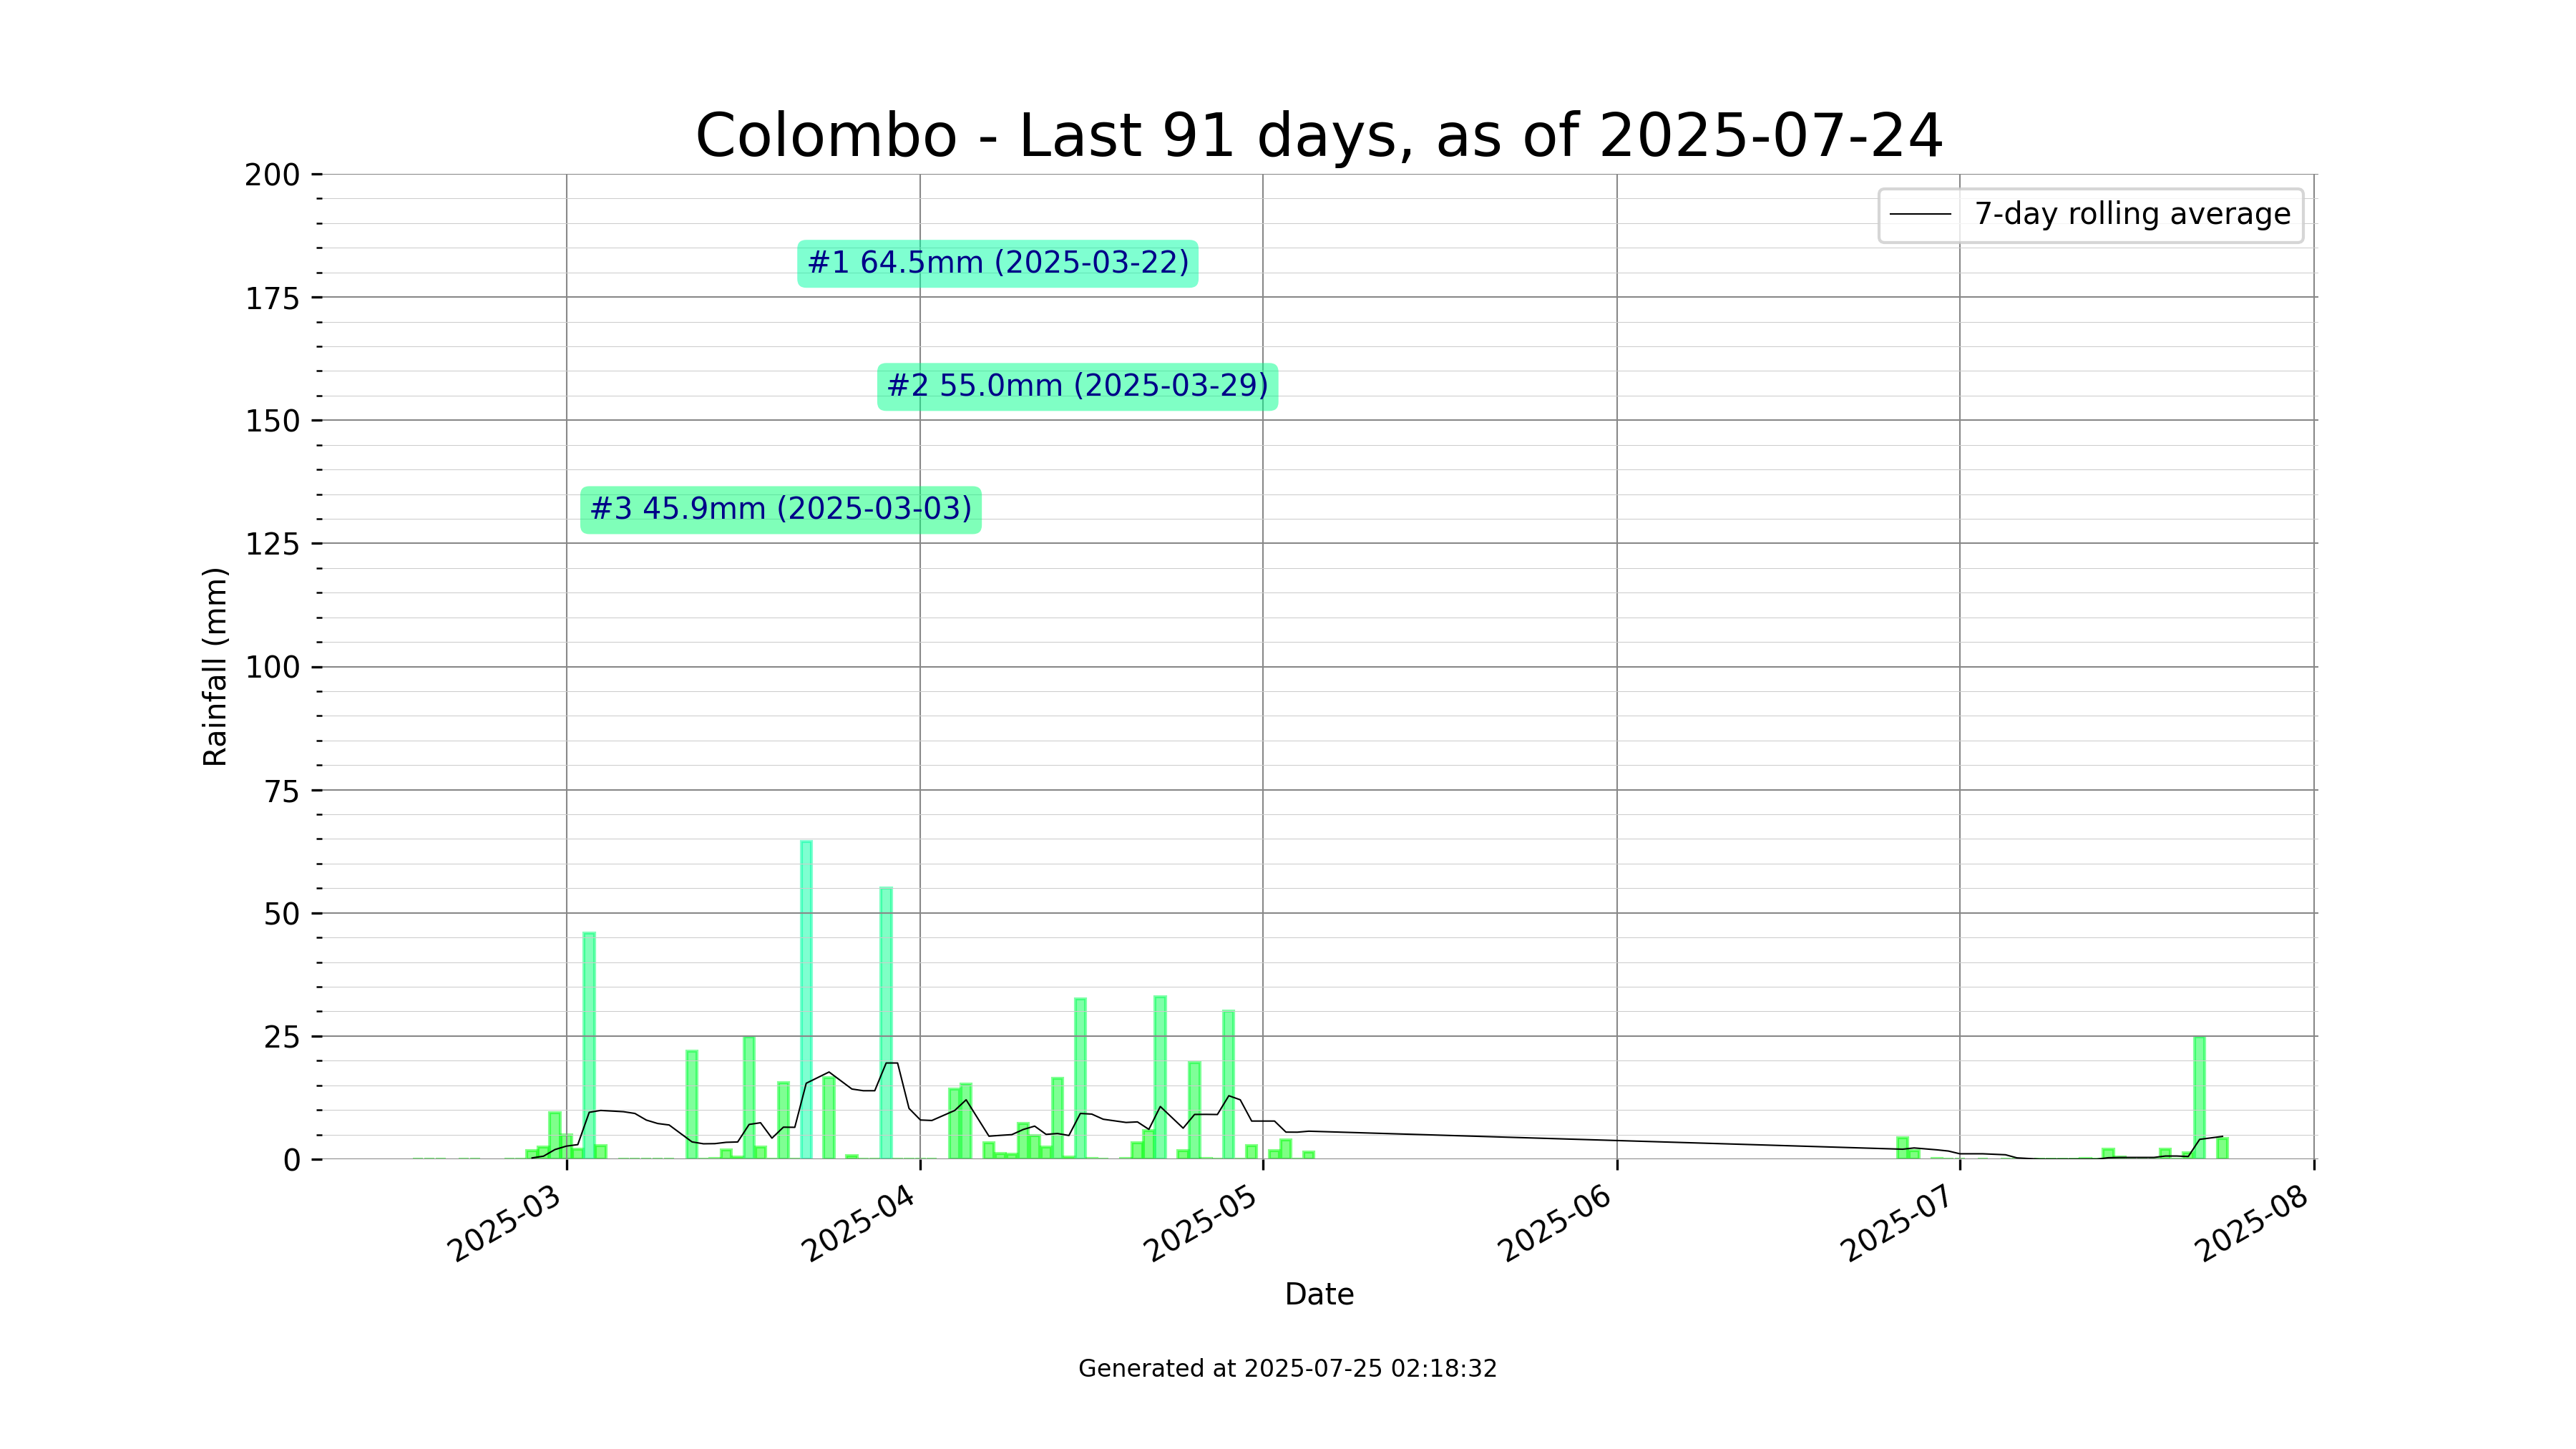 Colombo - Last 91 days, as of 2025-07-24
200
175
150
125
100
75
50
25
0
Rainfall (mm)
7-day rolling average
#1 64.5mm (2025-03-22)
#2 55.0mm (2025-03-29)
#3 45.9mm (2025-03-03)
2025-03
2025-04
2025-05
2025-06
2025-07
2025-08
Date
Generated at 2025-07-25 02:18:32